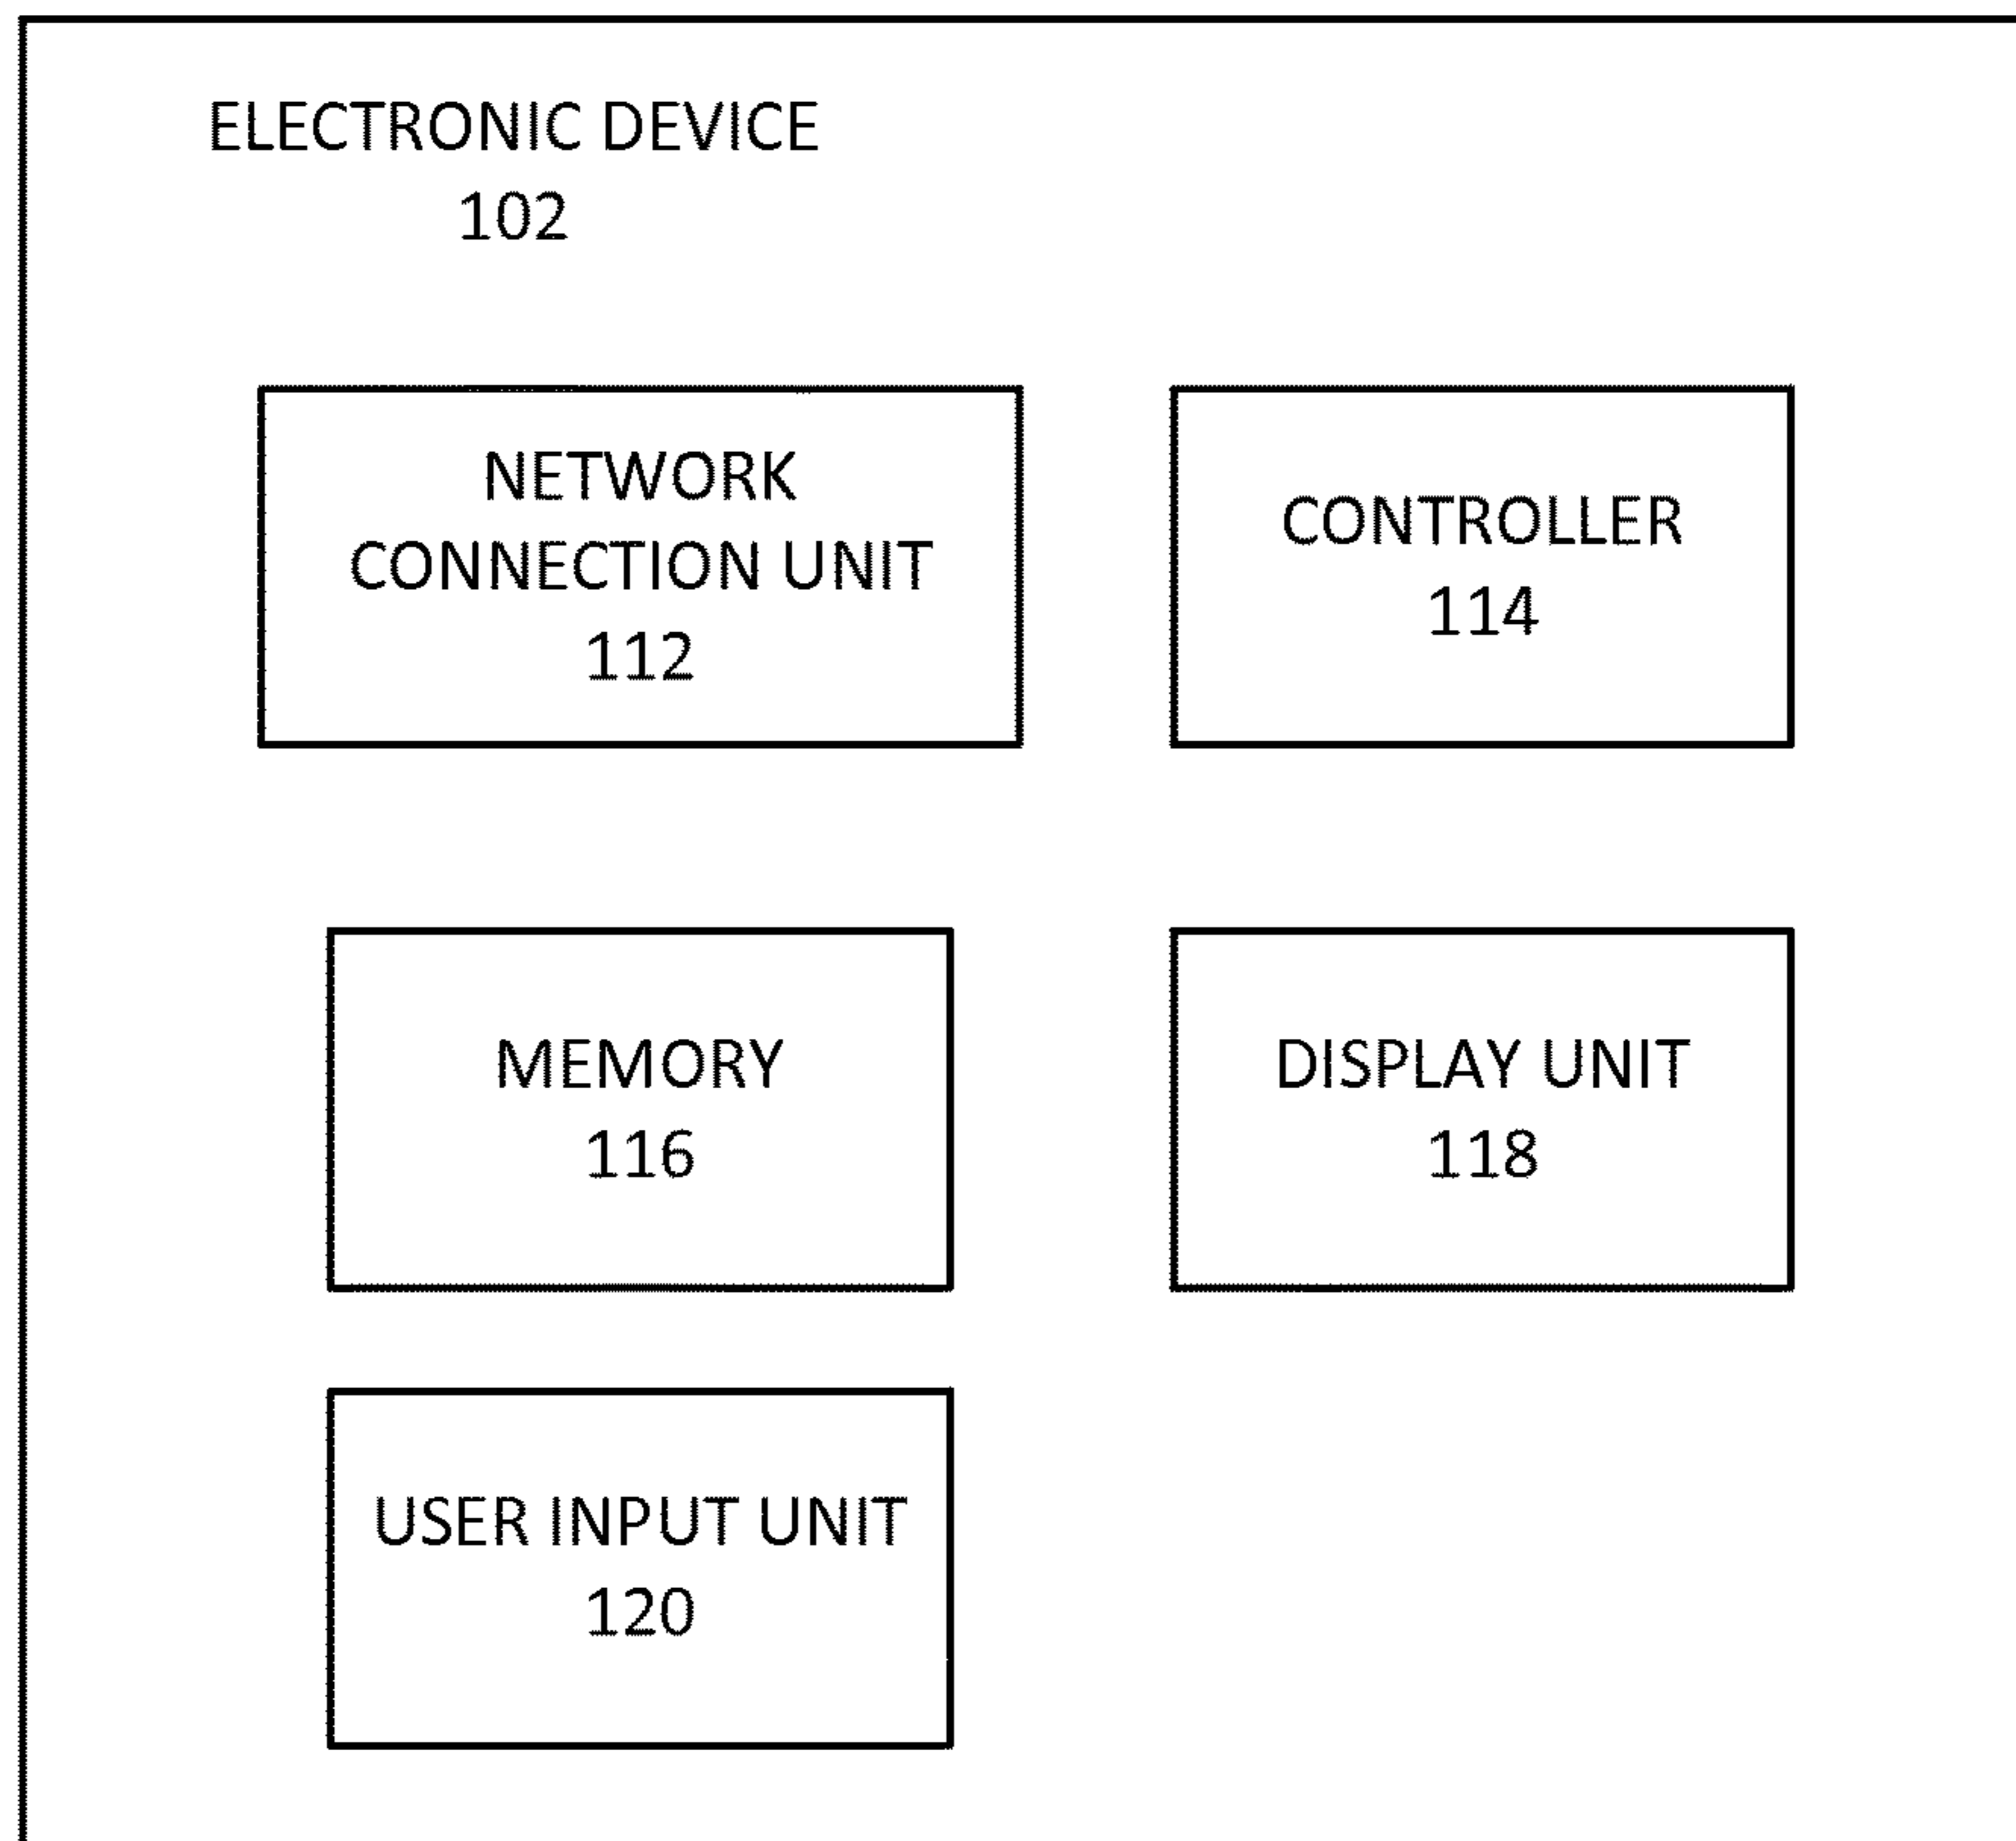 ELECTRONIC DEVICE
102
NETWORK
CONNECTION UNIT
112
CONTROLLER
114
MEMORY
116
DISPLAY UNIT
118
USER INPUT UNIT
120